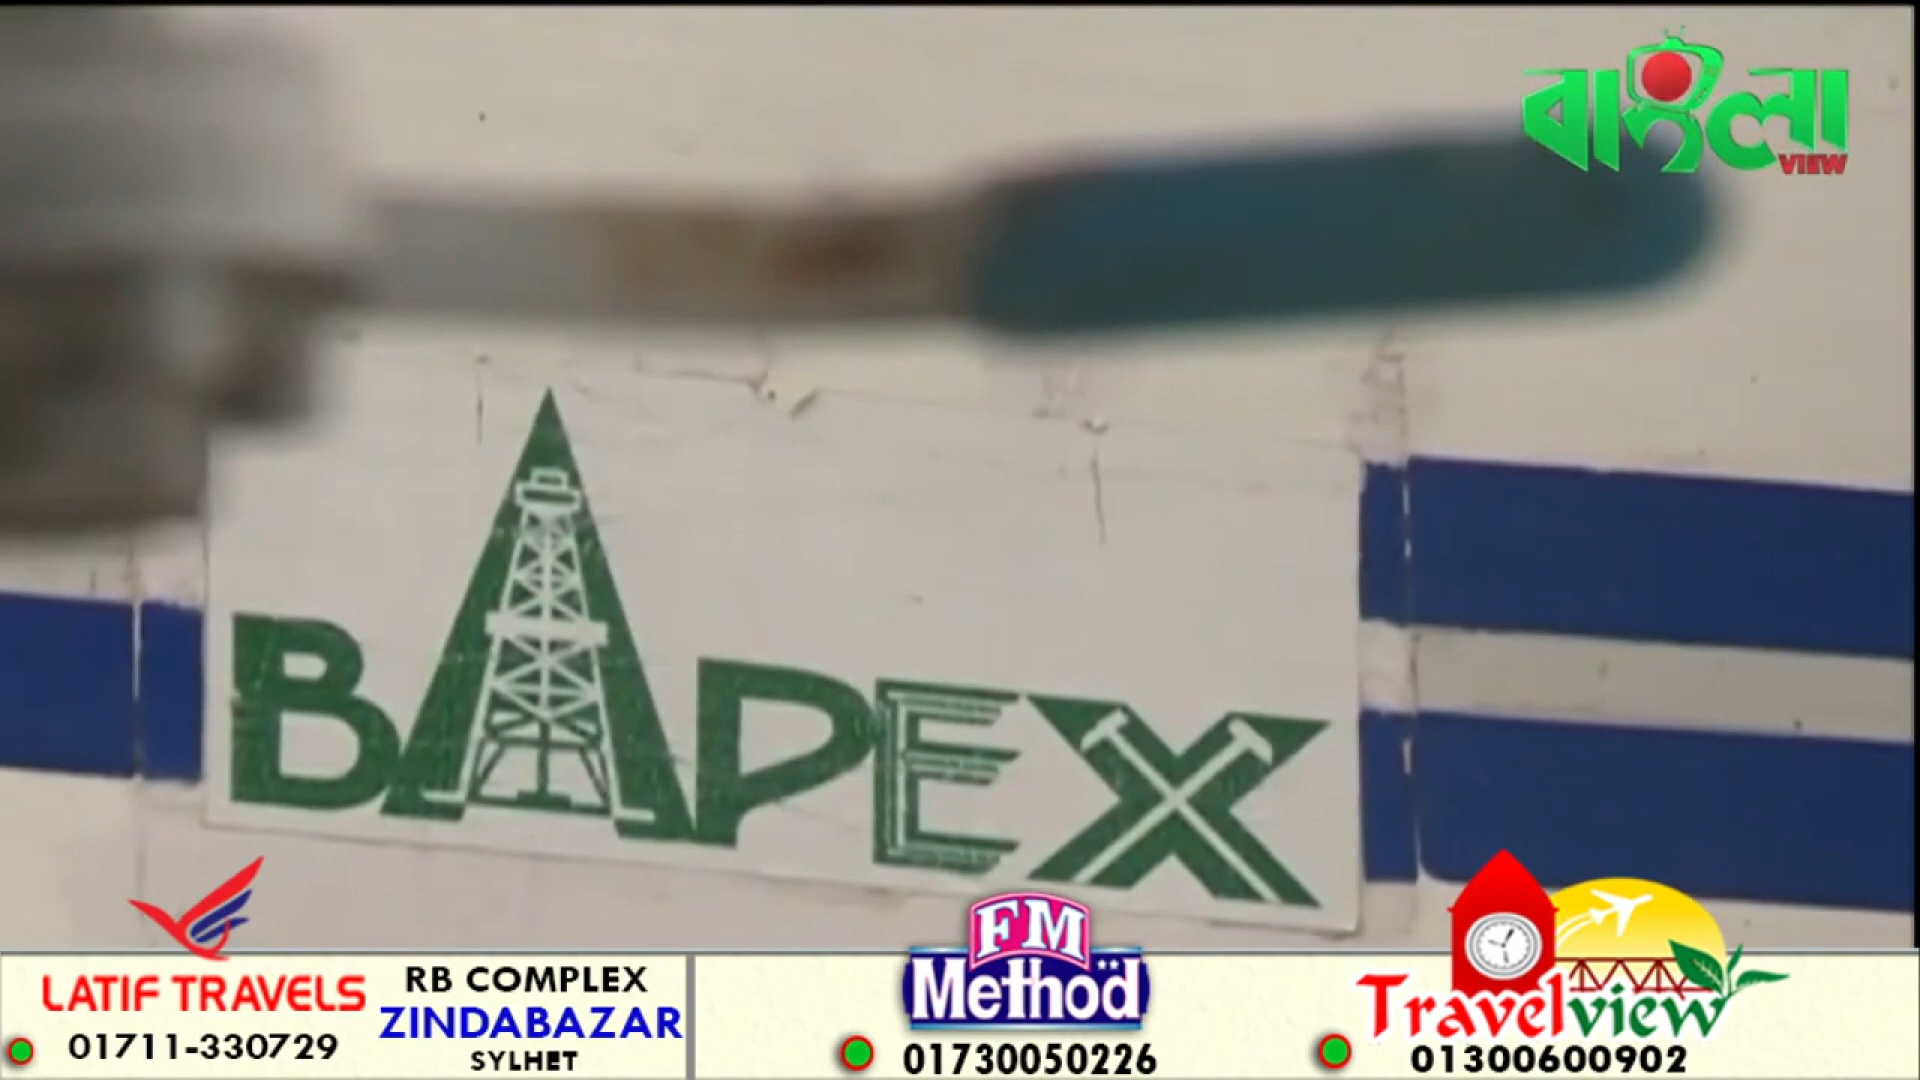 বাংলা
VIEW
BAPEX
LATIF TRAVELS
01711-330729
RB COMPLEX
ZINDABAZAR
SYLHET
FM
Method
01730050226
Travelview
01300600902